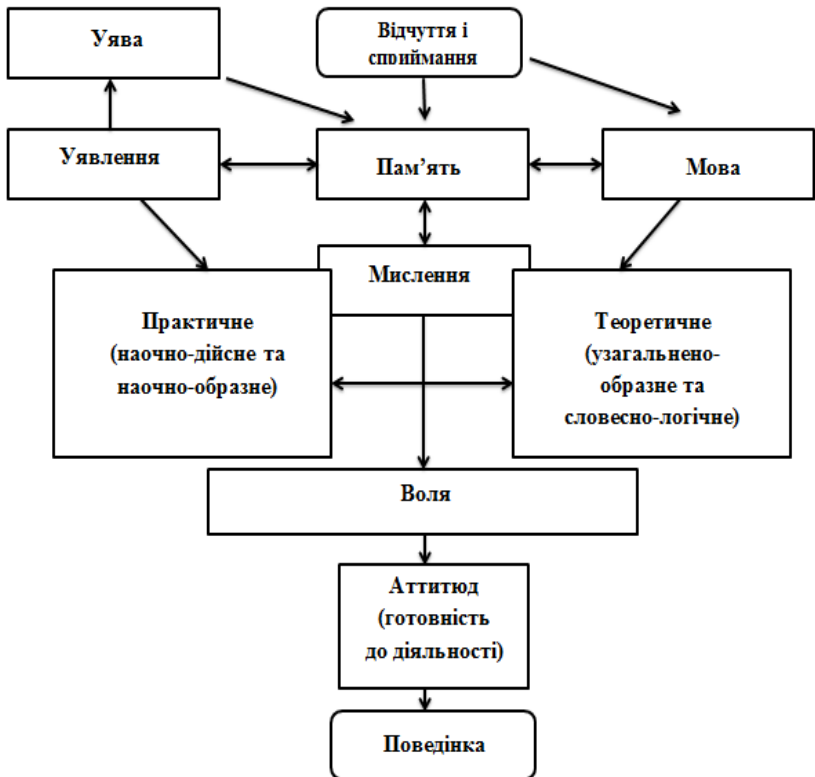 Уява
Відчуття і
сприймання
Уявлення
Пам’ять
Мова
Мислення
Практичне
(наочно-дійсне та
наочно-образне)
Теоретичне
(узагальнено-
образне та
словесно-логічне)
Воля
Аттитюд
(готовність
до діяльності)
Поведінка